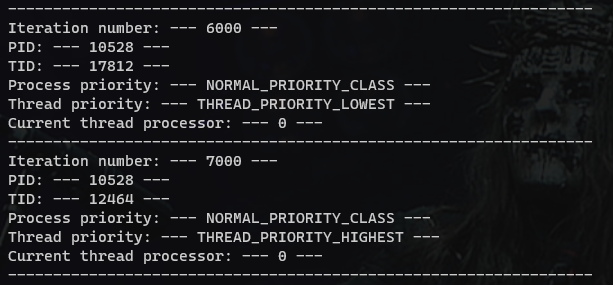 -----------------------------------------------------------------
Iteration number: --- 6000 ---
PID: --- 10528 ---
TID: --- 17812 ---
Process priority: --- NORMAL_PRIORITY_CLASS ---
Thread priority: --- THREAD_PRIORITY_LOWEST ---
Current thread processor: --- 0 ---
-----------------------------------------------------------------
Iteration number: --- 7000 ---
PID: --- 10528 ---
TID: --- 12464 ---
Process priority: --- NORMAL_PRIORITY_CLASS ---
Thread priority: --- THREAD_PRIORITY_HIGHEST ---
Current thread processor: --- 0 ---
-----------------------------------------------------------------